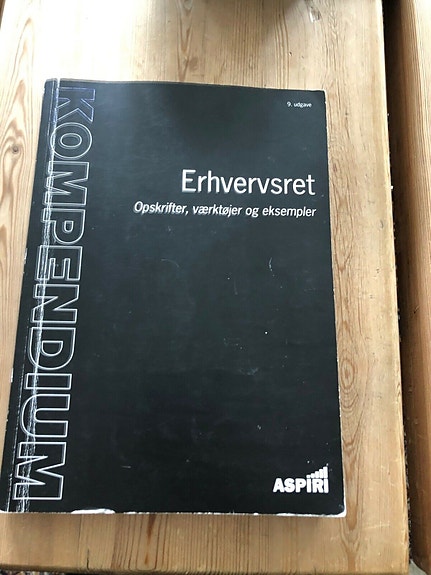 KOMPENDIUM
9. udgave
Erhvervsret
Opskrifter, værktøjer og eksempler
ASPIRI